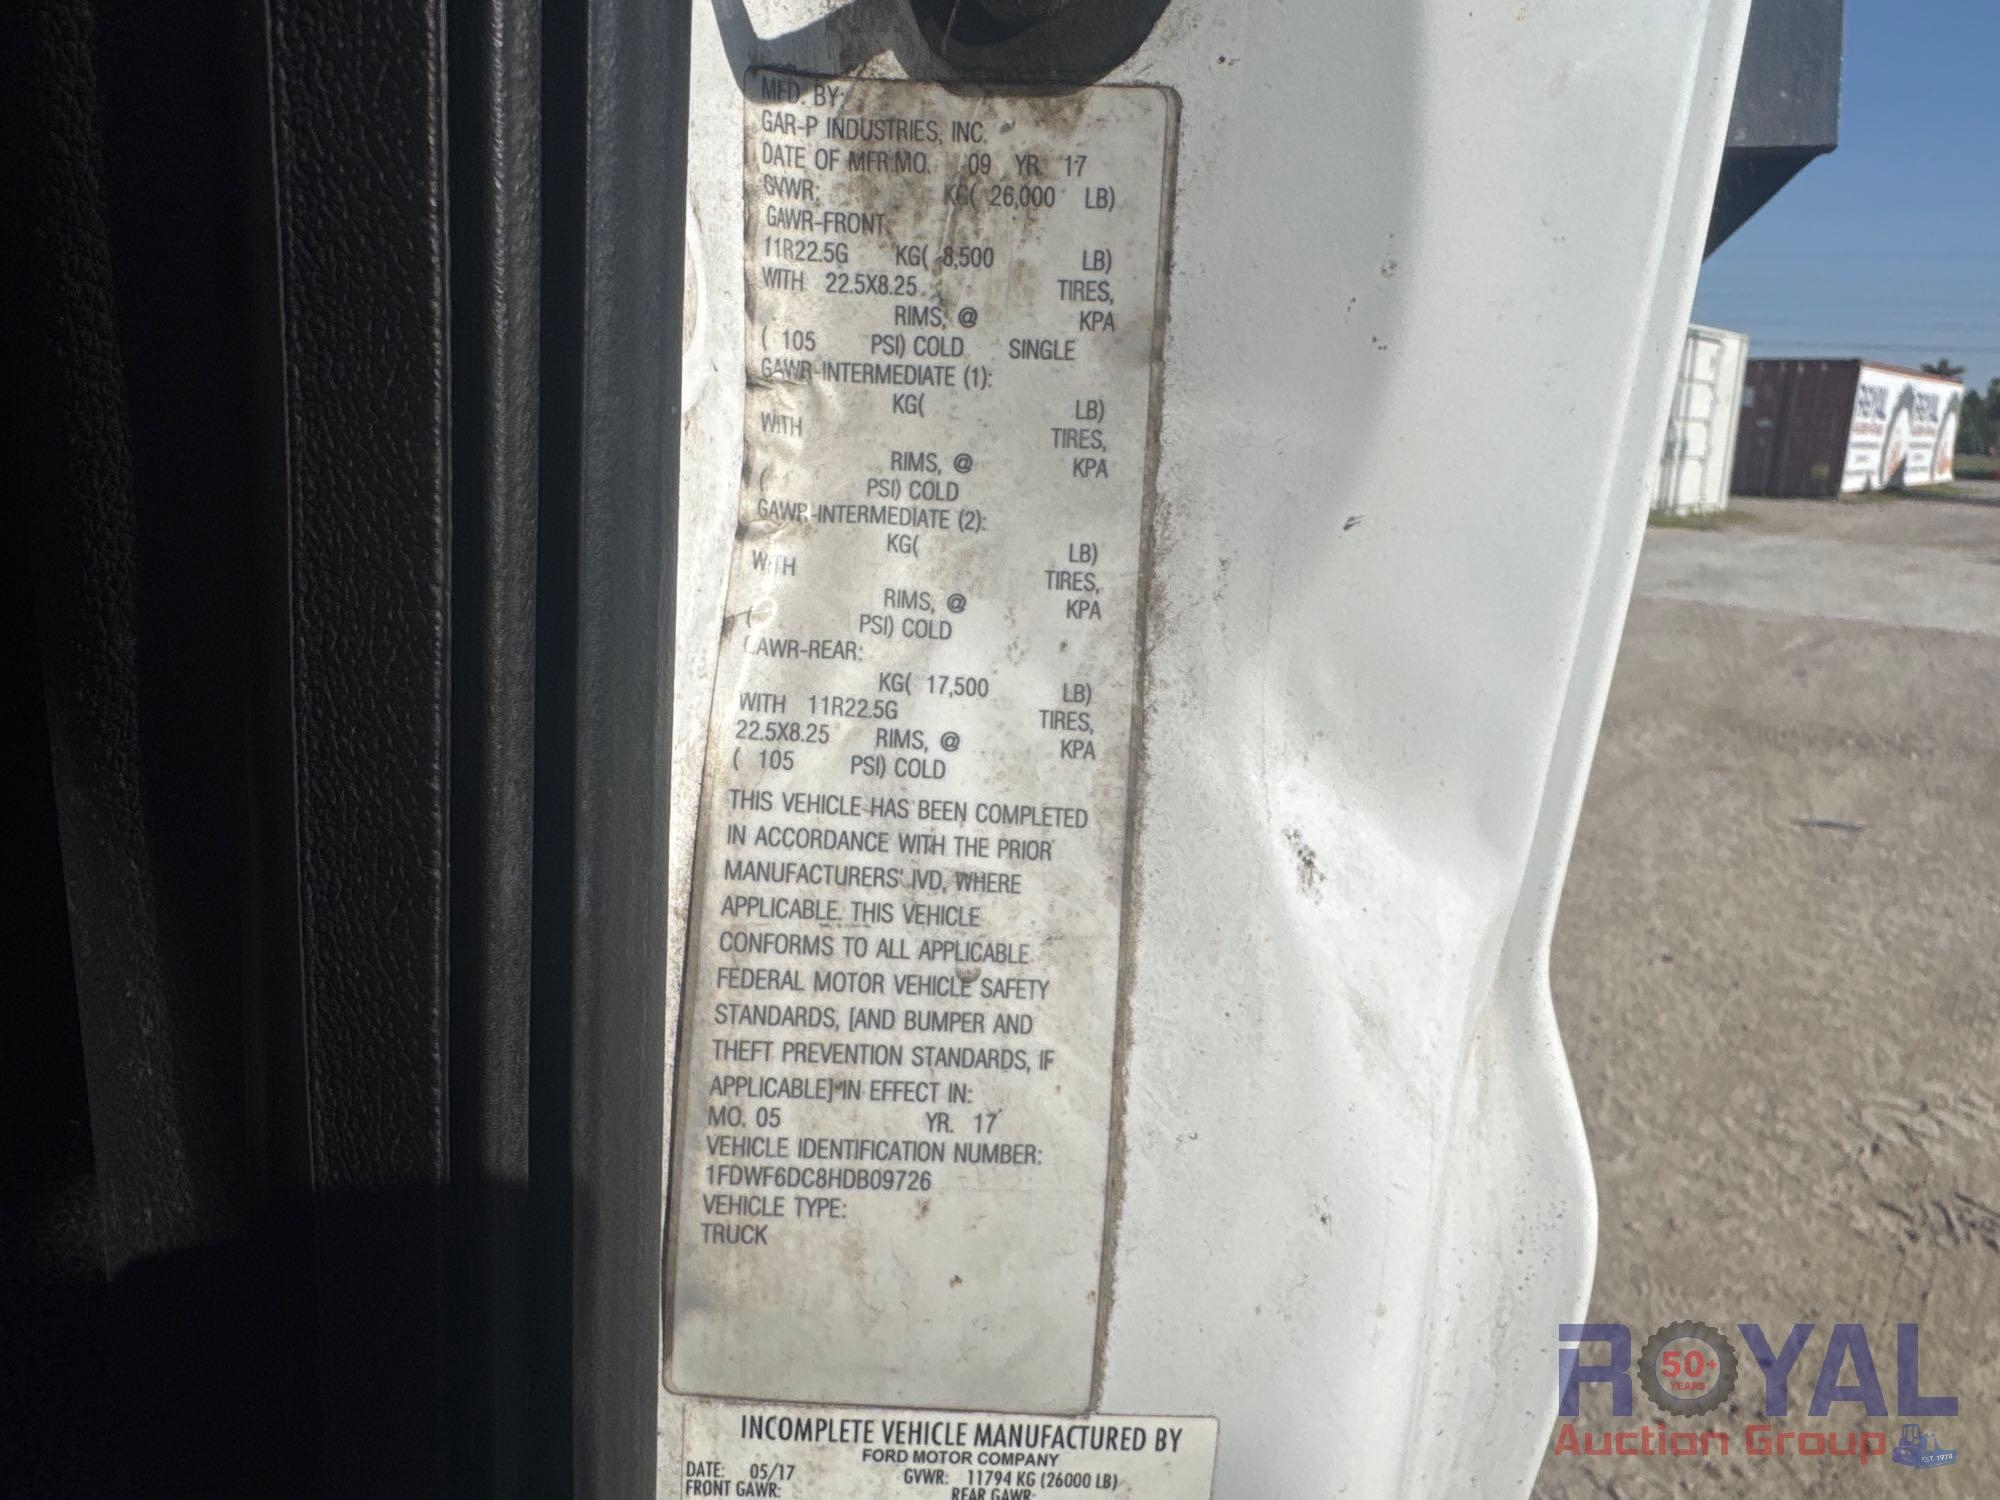 MFD. BY:
GAR-P INDUSTRIES, INC.
DATE OF MFR:MO. 09 YR 17
GVWR: KG( 26,000 LB)
GAWR-FRONT
11R22.5G KG( 8,500 LB)
WITH 22.5X8.25 TIRES,
RIMS, @ KPA
( 105 PSI) COLD SINGLE
GAWR-INTERMEDIATE (1):
KG( LB)
WITH TIRES,
RIMS, @ KPA
( PSI) COLD
GAWR-INTERMEDIATE (2):
KG( LB)
WITH TIRES,
RIMS, @ KPA
( PSI) COLD
GAWR-REAR:
KG( 17,500 LB)
WITH 11R22.5G TIRES,
22.5X8.25 RIMS, @ KPA
( 105 PSI) COLD
THIS VEHICLE HAS BEEN COMPLETED
IN ACCORDANCE WITH THE PRIOR
MANUFACTURERS' IVD, WHERE
APPLICABLE. THIS VEHICLE
CONFORMS TO ALL APPLICABLE
FEDERAL MOTOR VEHICLE SAFETY
STANDARDS, [AND BUMPER AND
THEFT PREVENTION STANDARDS, IF
APPLICABLE] IN EFFECT IN:
MO. 05 YR. 17
VEHICLE IDENTIFICATION NUMBER:
1FDWF6DC8HDB09726
VEHICLE TYPE:
TRUCK
INCOMPLETE VEHICLE MANUFACTURED BY
FORD MOTOR COMPANY
DATE: 05/17 GVWR: 11794 KG (26000 LB)
FRONT GAWR: REAR GAWR:
ROYAL
ROYAL
ROYAL
50+
YEARS
Auction Group
EST. 1970